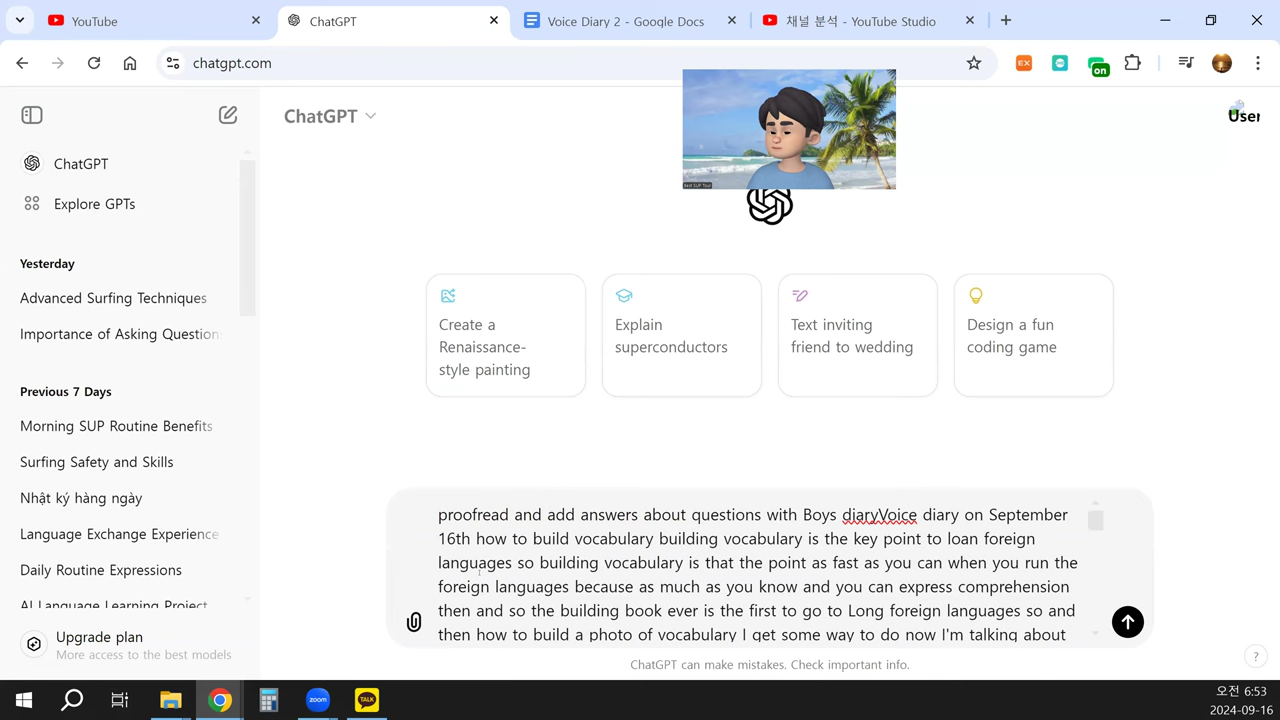 YouTube
ChatGPT
Voice Diary 2 - Google Docs
채널 분석 - YouTube Studio
chatgpt.com
EX
on
ChatGPT
User
ChatGPT
Explore GPTs
Yesterday
Advanced Surfing Techniques
Importance of Asking Question
Previous 7 Days
Morning SUP Routine Benefits
Surfing Safety and Skills
Nhật ký hàng ngày
Language Exchange Experience
Daily Routine Expressions
AI Language Learning Project
Upgrade plan
More access to the best models
Create a
Renaissance-
style painting
Explain
superconductors
Text inviting
friend to wedding
Design a fun
coding game
proofread and add answers about questions with Boys diaryVoice diary on September
16th how to build vocabulary building vocabulary is the key point to loan foreign
languages so building vocabulary is that the point as fast as you can when you run the
foreign languages because as much as you know and you can express comprehension
then and so the building book ever is the first to go to Long foreign languages so and
then how to build a photo of vocabulary I get some way to do now I'm talking about
ChatGPT can make mistakes. Check important info.
?
zoom
TALK
오전 6:53
2024-09-16